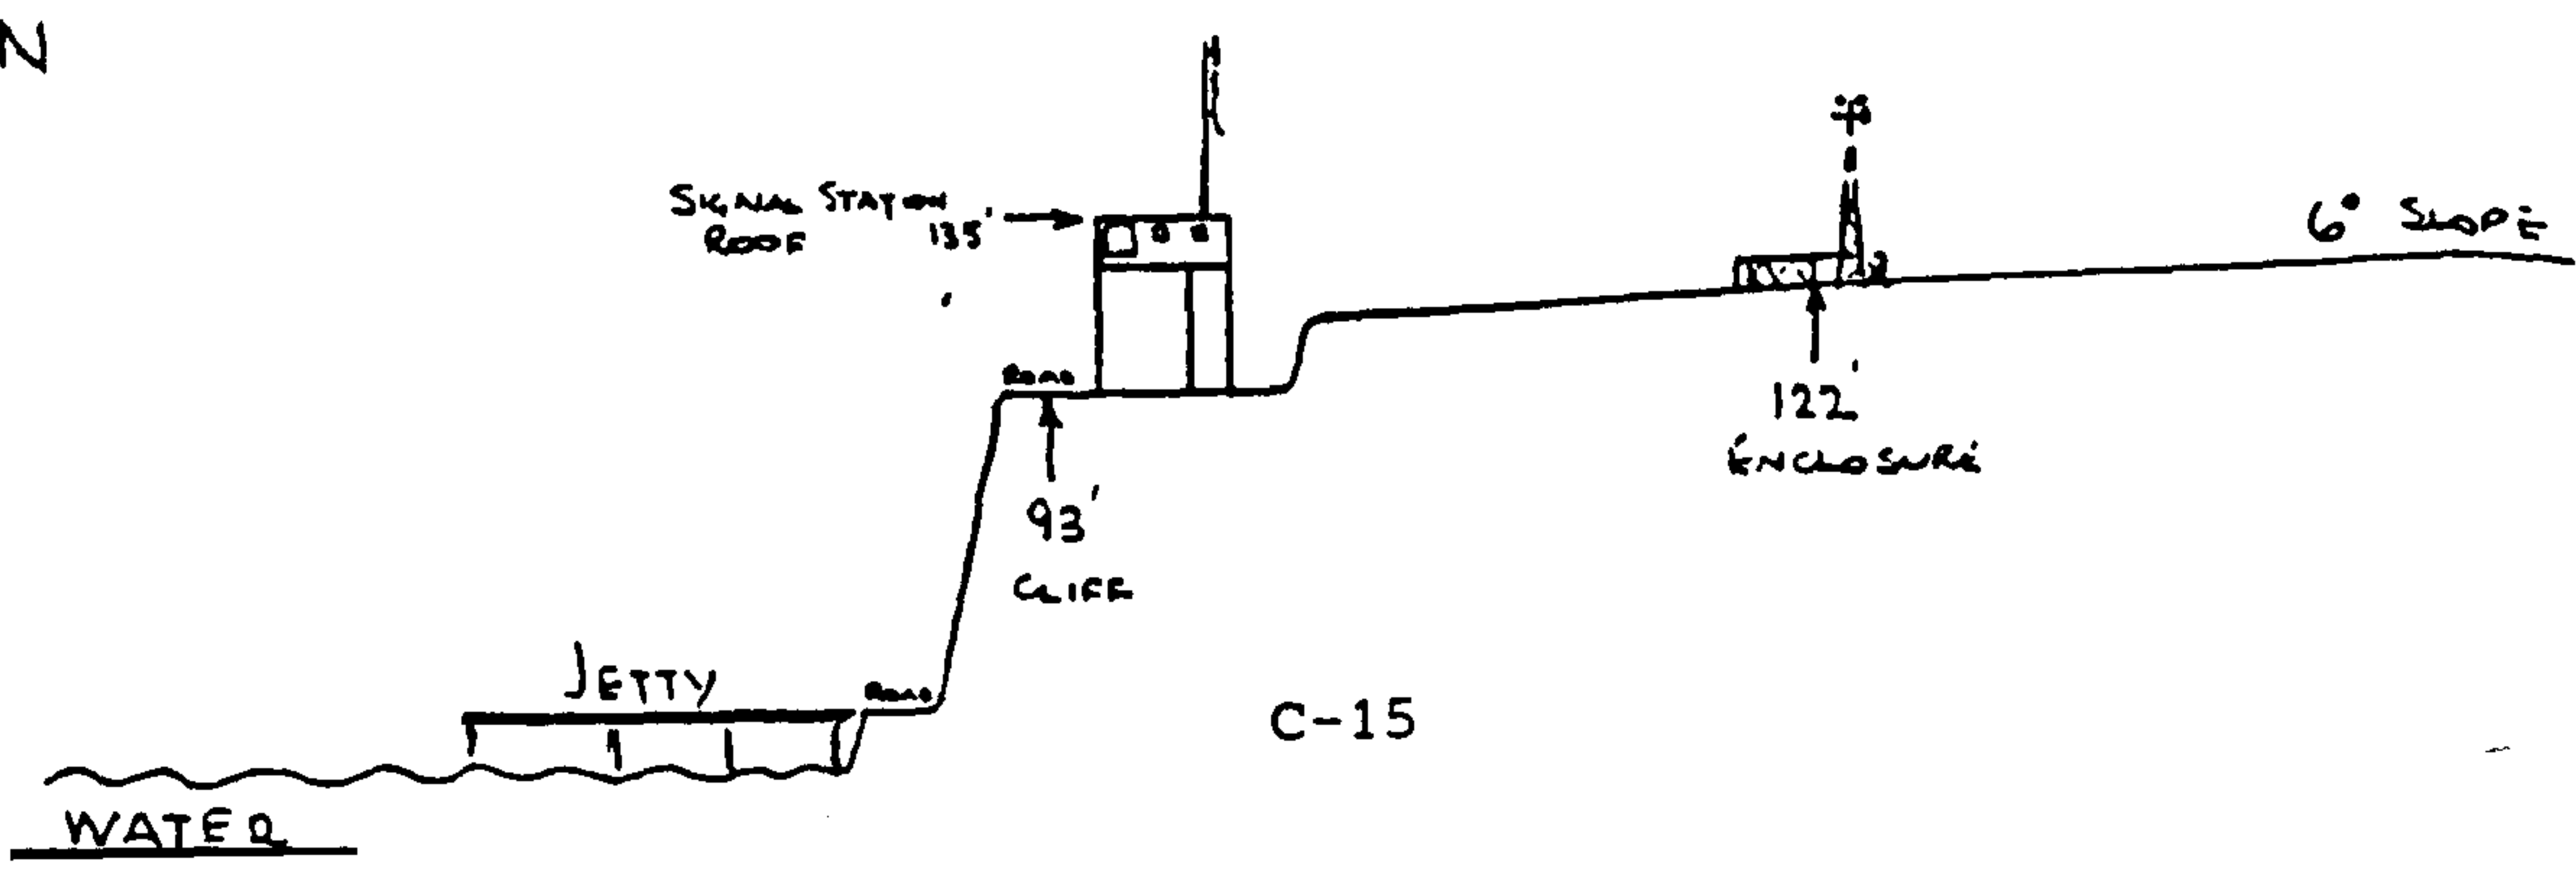 N
SIGNAL STATION
ROOF 135'
6° SLOPE
ROAD
122'
ENCLOSURE
93'
CLIFF
JETTY
ROAD
C-15
WATER